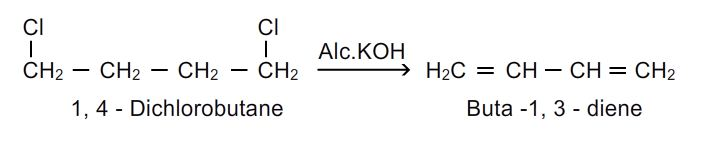 Cl Cl
CH₂ — CH₂ — CH₂ — CH₂ Alc.KOH H₂C = CH — CH = CH₂
1, 4 - Dichlorobutane Buta -1, 3 - diene